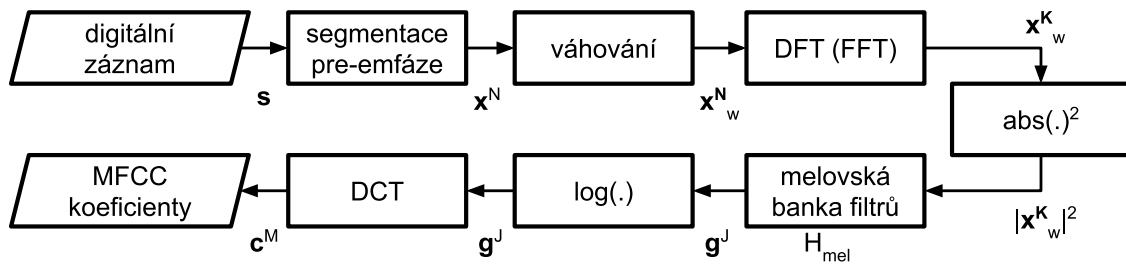 digitální
záznam
s
segmentace
pre-emfáze
x^N
váhování
x^N_w
DFT (FFT)
x^K_w
abs(.)²
|x^K_w|²
melovská
banka filtrů
H_mel
g^J
log(.)
g^J
DCT
c^M
MFCC
koeficienty